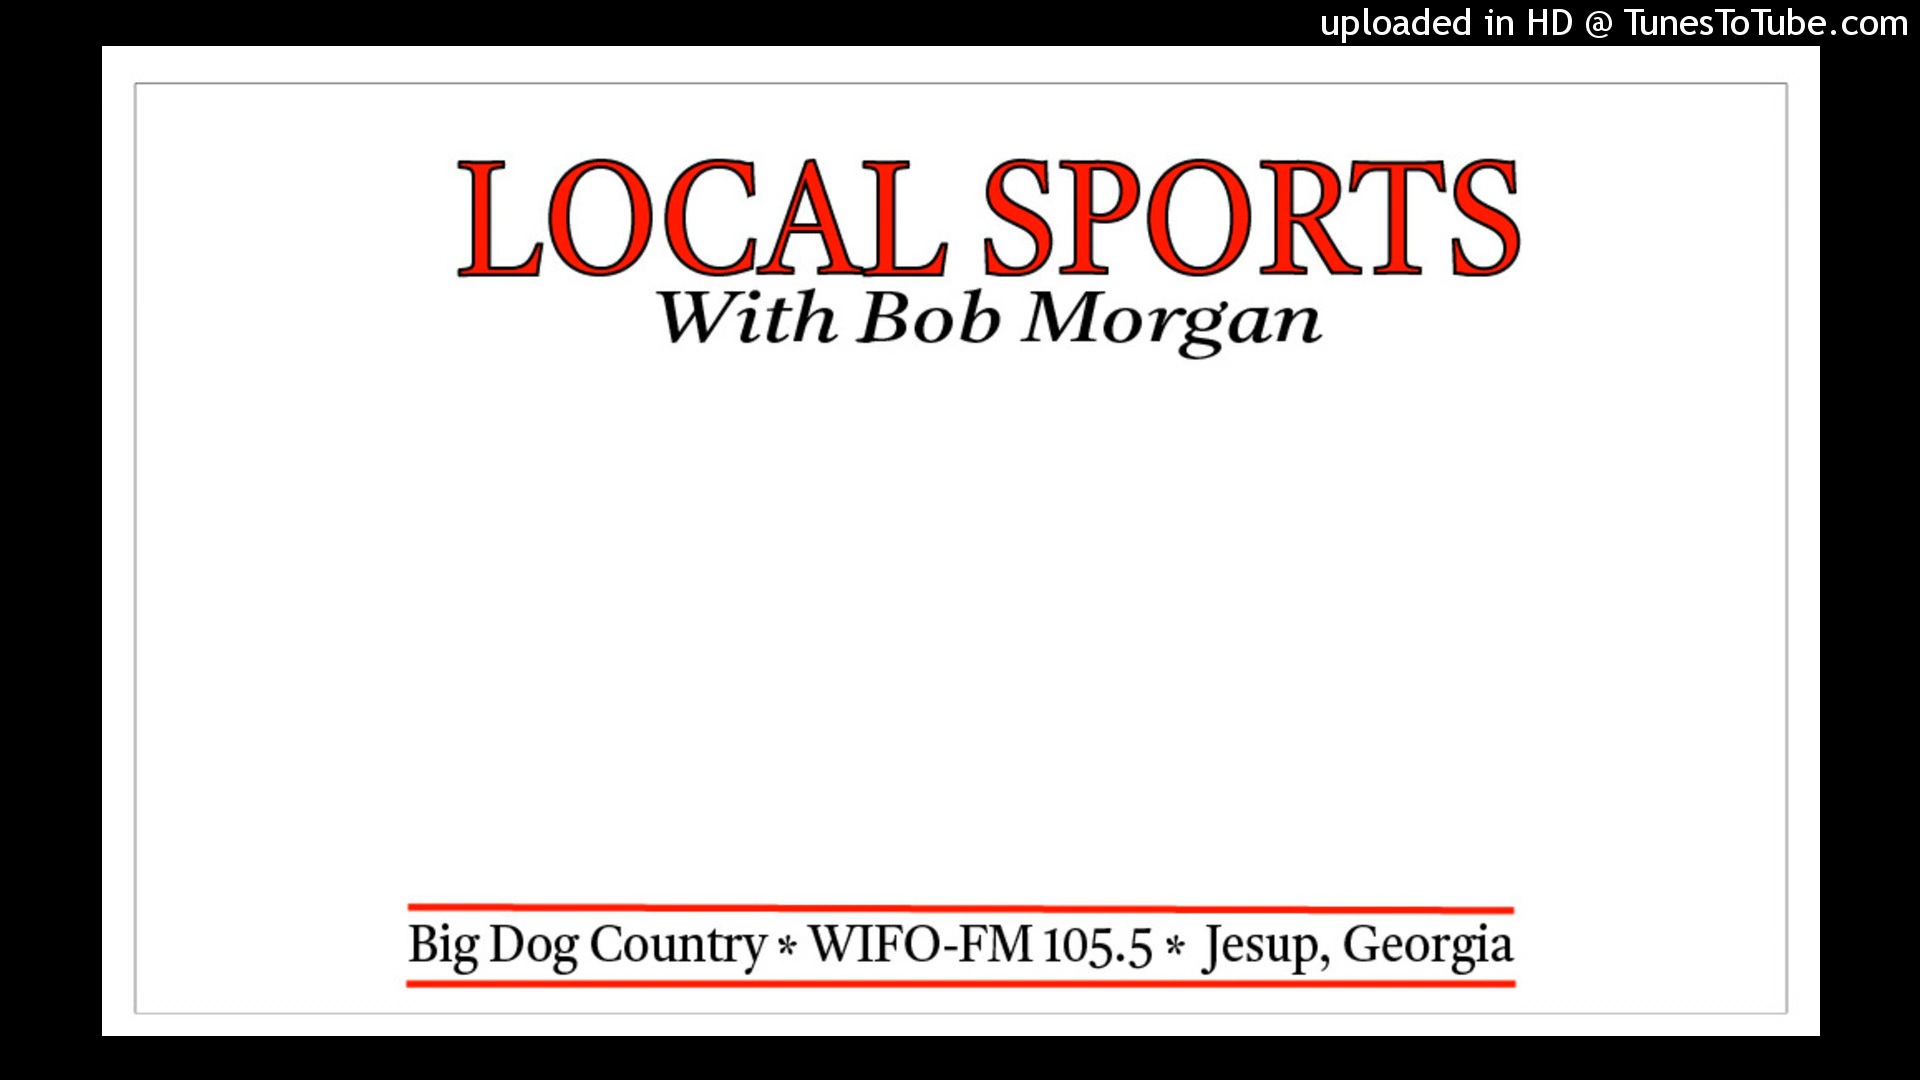 uploaded in HD @ TunesToTube.com
LOCAL SPORTS
With Bob Morgan
Big Dog Country * WIFO-FM 105.5 * Jesup, Georgia